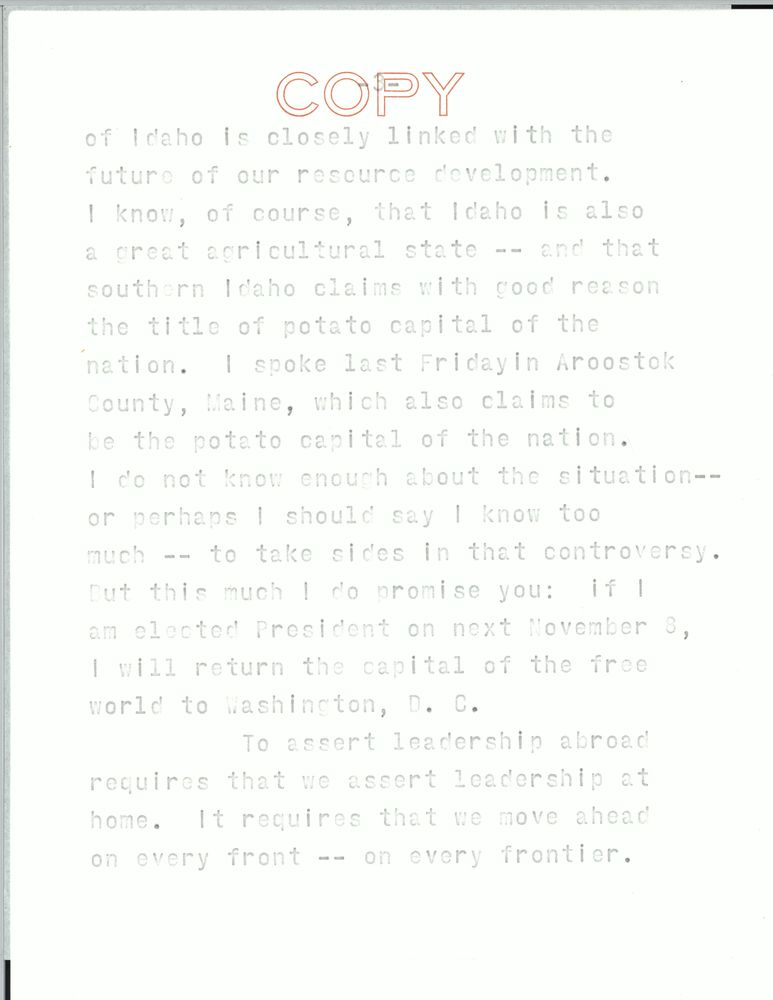 COPY
-3-
of Idaho is closely linked with the
future of our resource development.
I know, of course, that Idaho is also
a great agricultural state -- and that
southern Idaho claims with good reason
the title of potato capital of the
nation.  I spoke last Fridayin Aroostok
County, Maine, which also claims to
be the potato capital of the nation.
I do not know enough about the situation--
or perhaps I should say I know too
much -- to take sides in that controversy.
But this much I do promise you:  if I
am elected President on next November 8,
I will return the capital of the free
world to Washington, D. C.
To assert leadership abroad
requires that we assert leadership at
home.  It requires that we move ahead
on every front -- on every frontier.